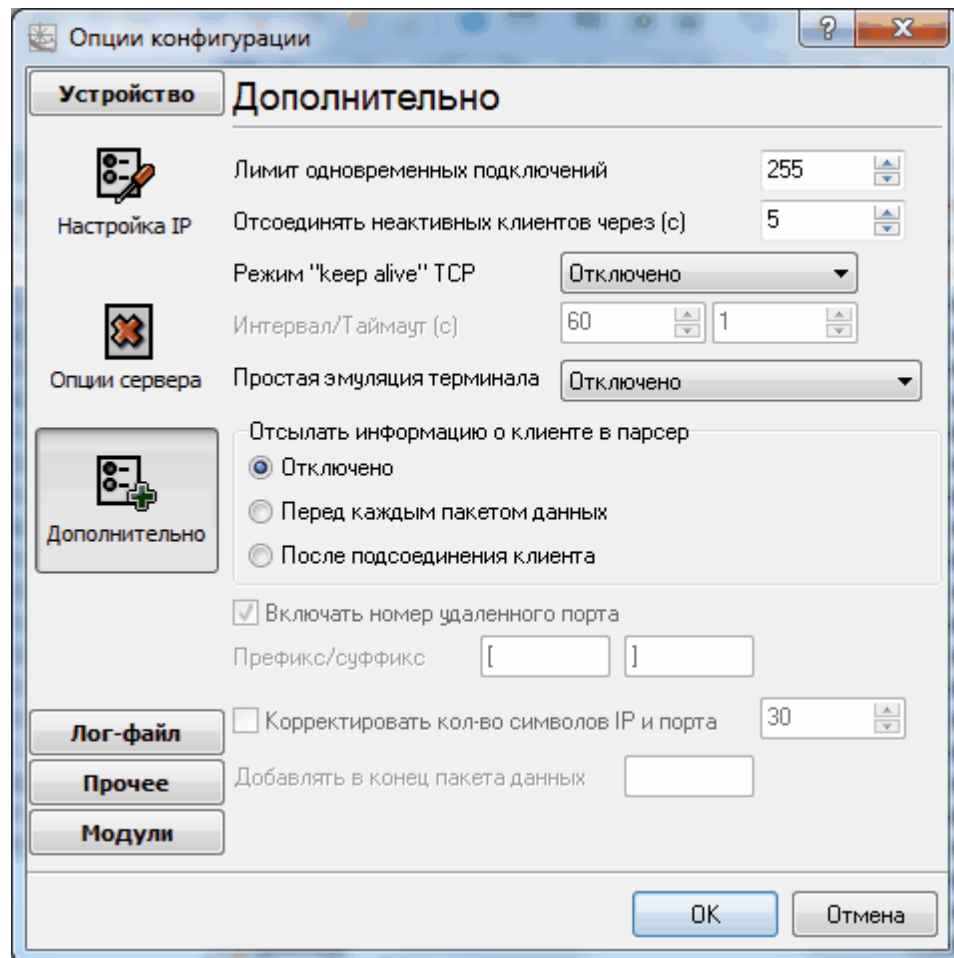 Опции конфигурации
?
X
Устройство
Дополнительно
Настройка IP
Лимит одновременных подключений 255
Отсоединять неактивных клиентов через (с) 5
Режим "keep alive" TCP Отключено
Интервал/Таймаут (с) 60 1
Опции сервера
Простая эмуляция терминала Отключено
Отсылать информацию о клиенте в парсер
Отключено
Перед каждым пакетом данных
После подсоединения клиента
Дополнительно
Включать номер удаленного порта
Префикс/суффикс [ ]
Корректировать кол-во символов IP и порта 30
Добавлять в конец пакета данных
Лог-файл
Прочее
Модули
OK
Отмена